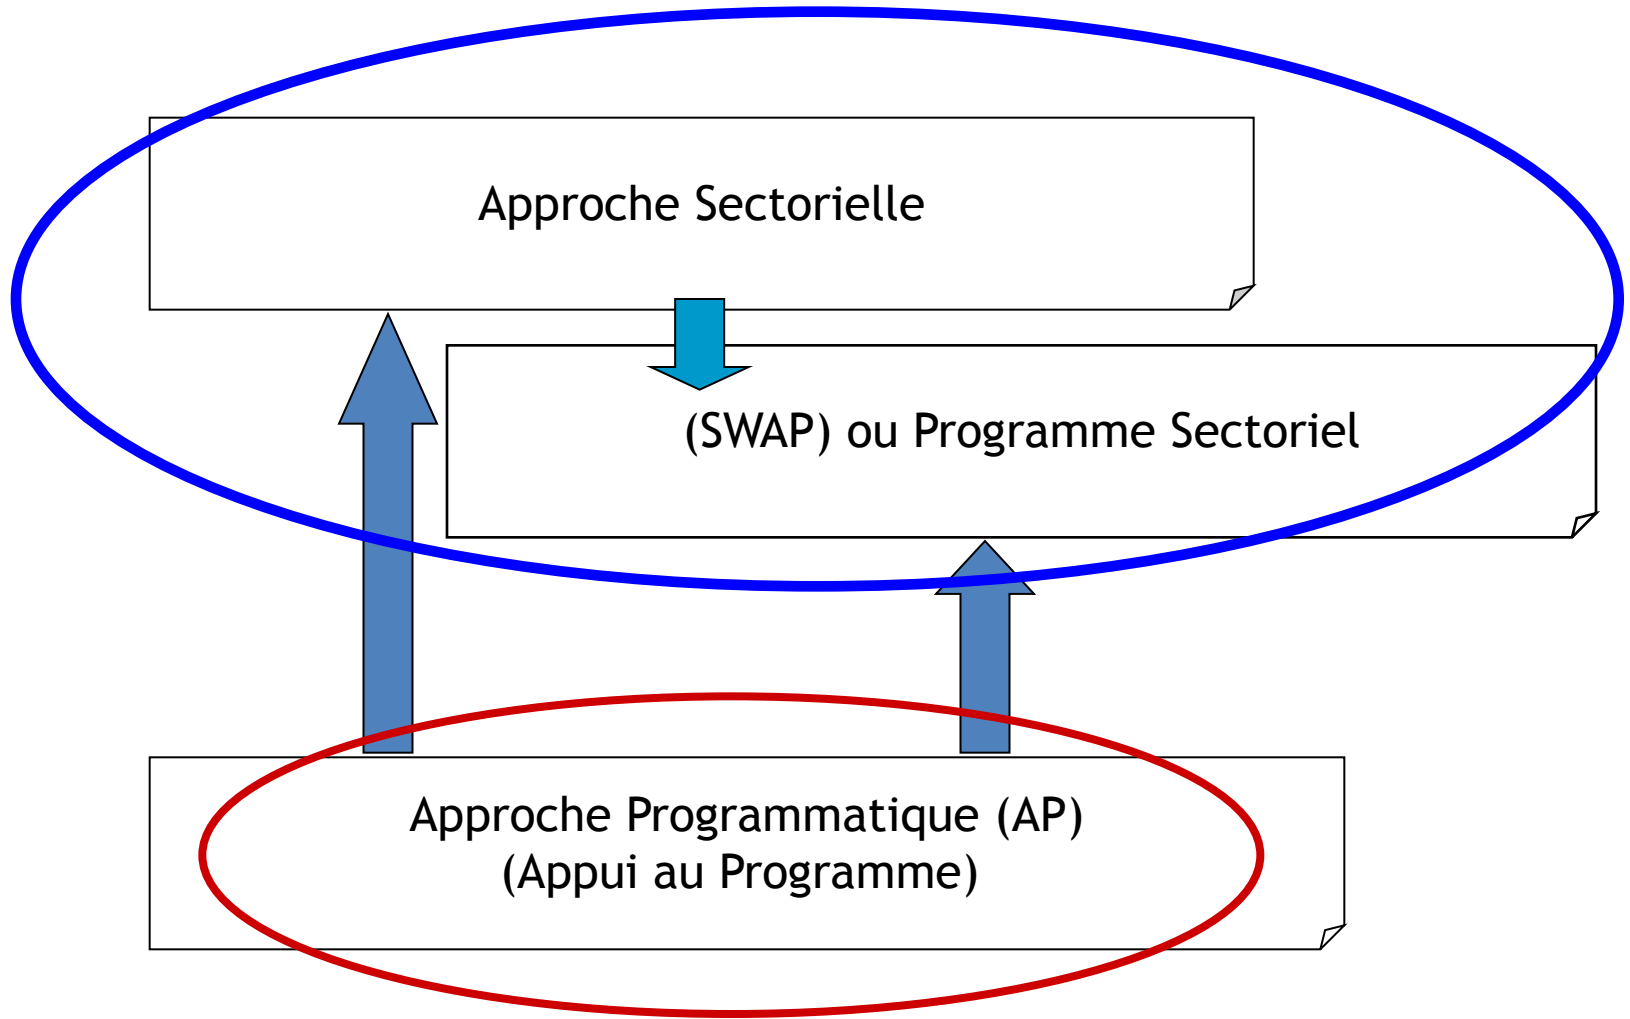 Approche Sectorielle
(SWAP) ou Programme Sectoriel
Approche Programmatique (AP)
(Appui au Programme)